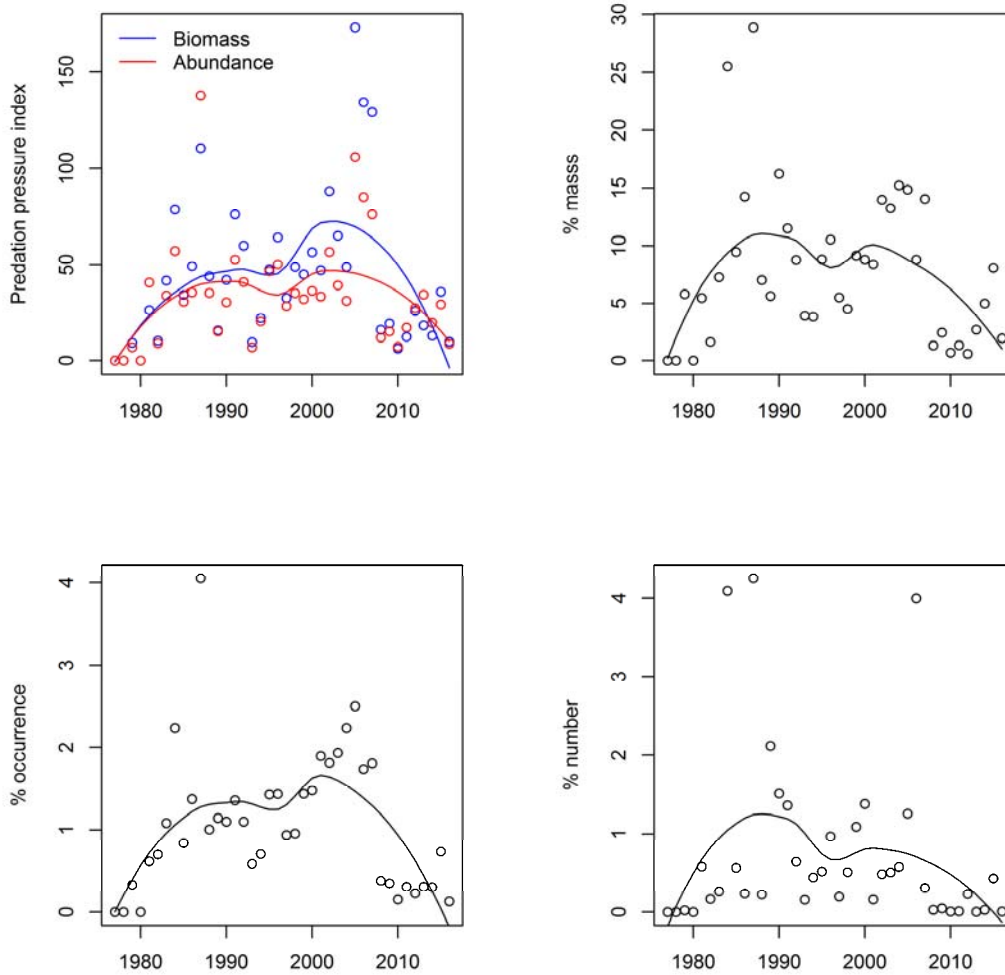 Predation pressure index
Biomass
Abundance
0 50 100 150
1980 1990 2000 2010
% masss
0 5 10 15 20 25 30
1980 1990 2000 2010
% occurrence
0 1 2 3 4
1980 1990 2000 2010
% number
0 1 2 3 4
1980 1990 2000 2010